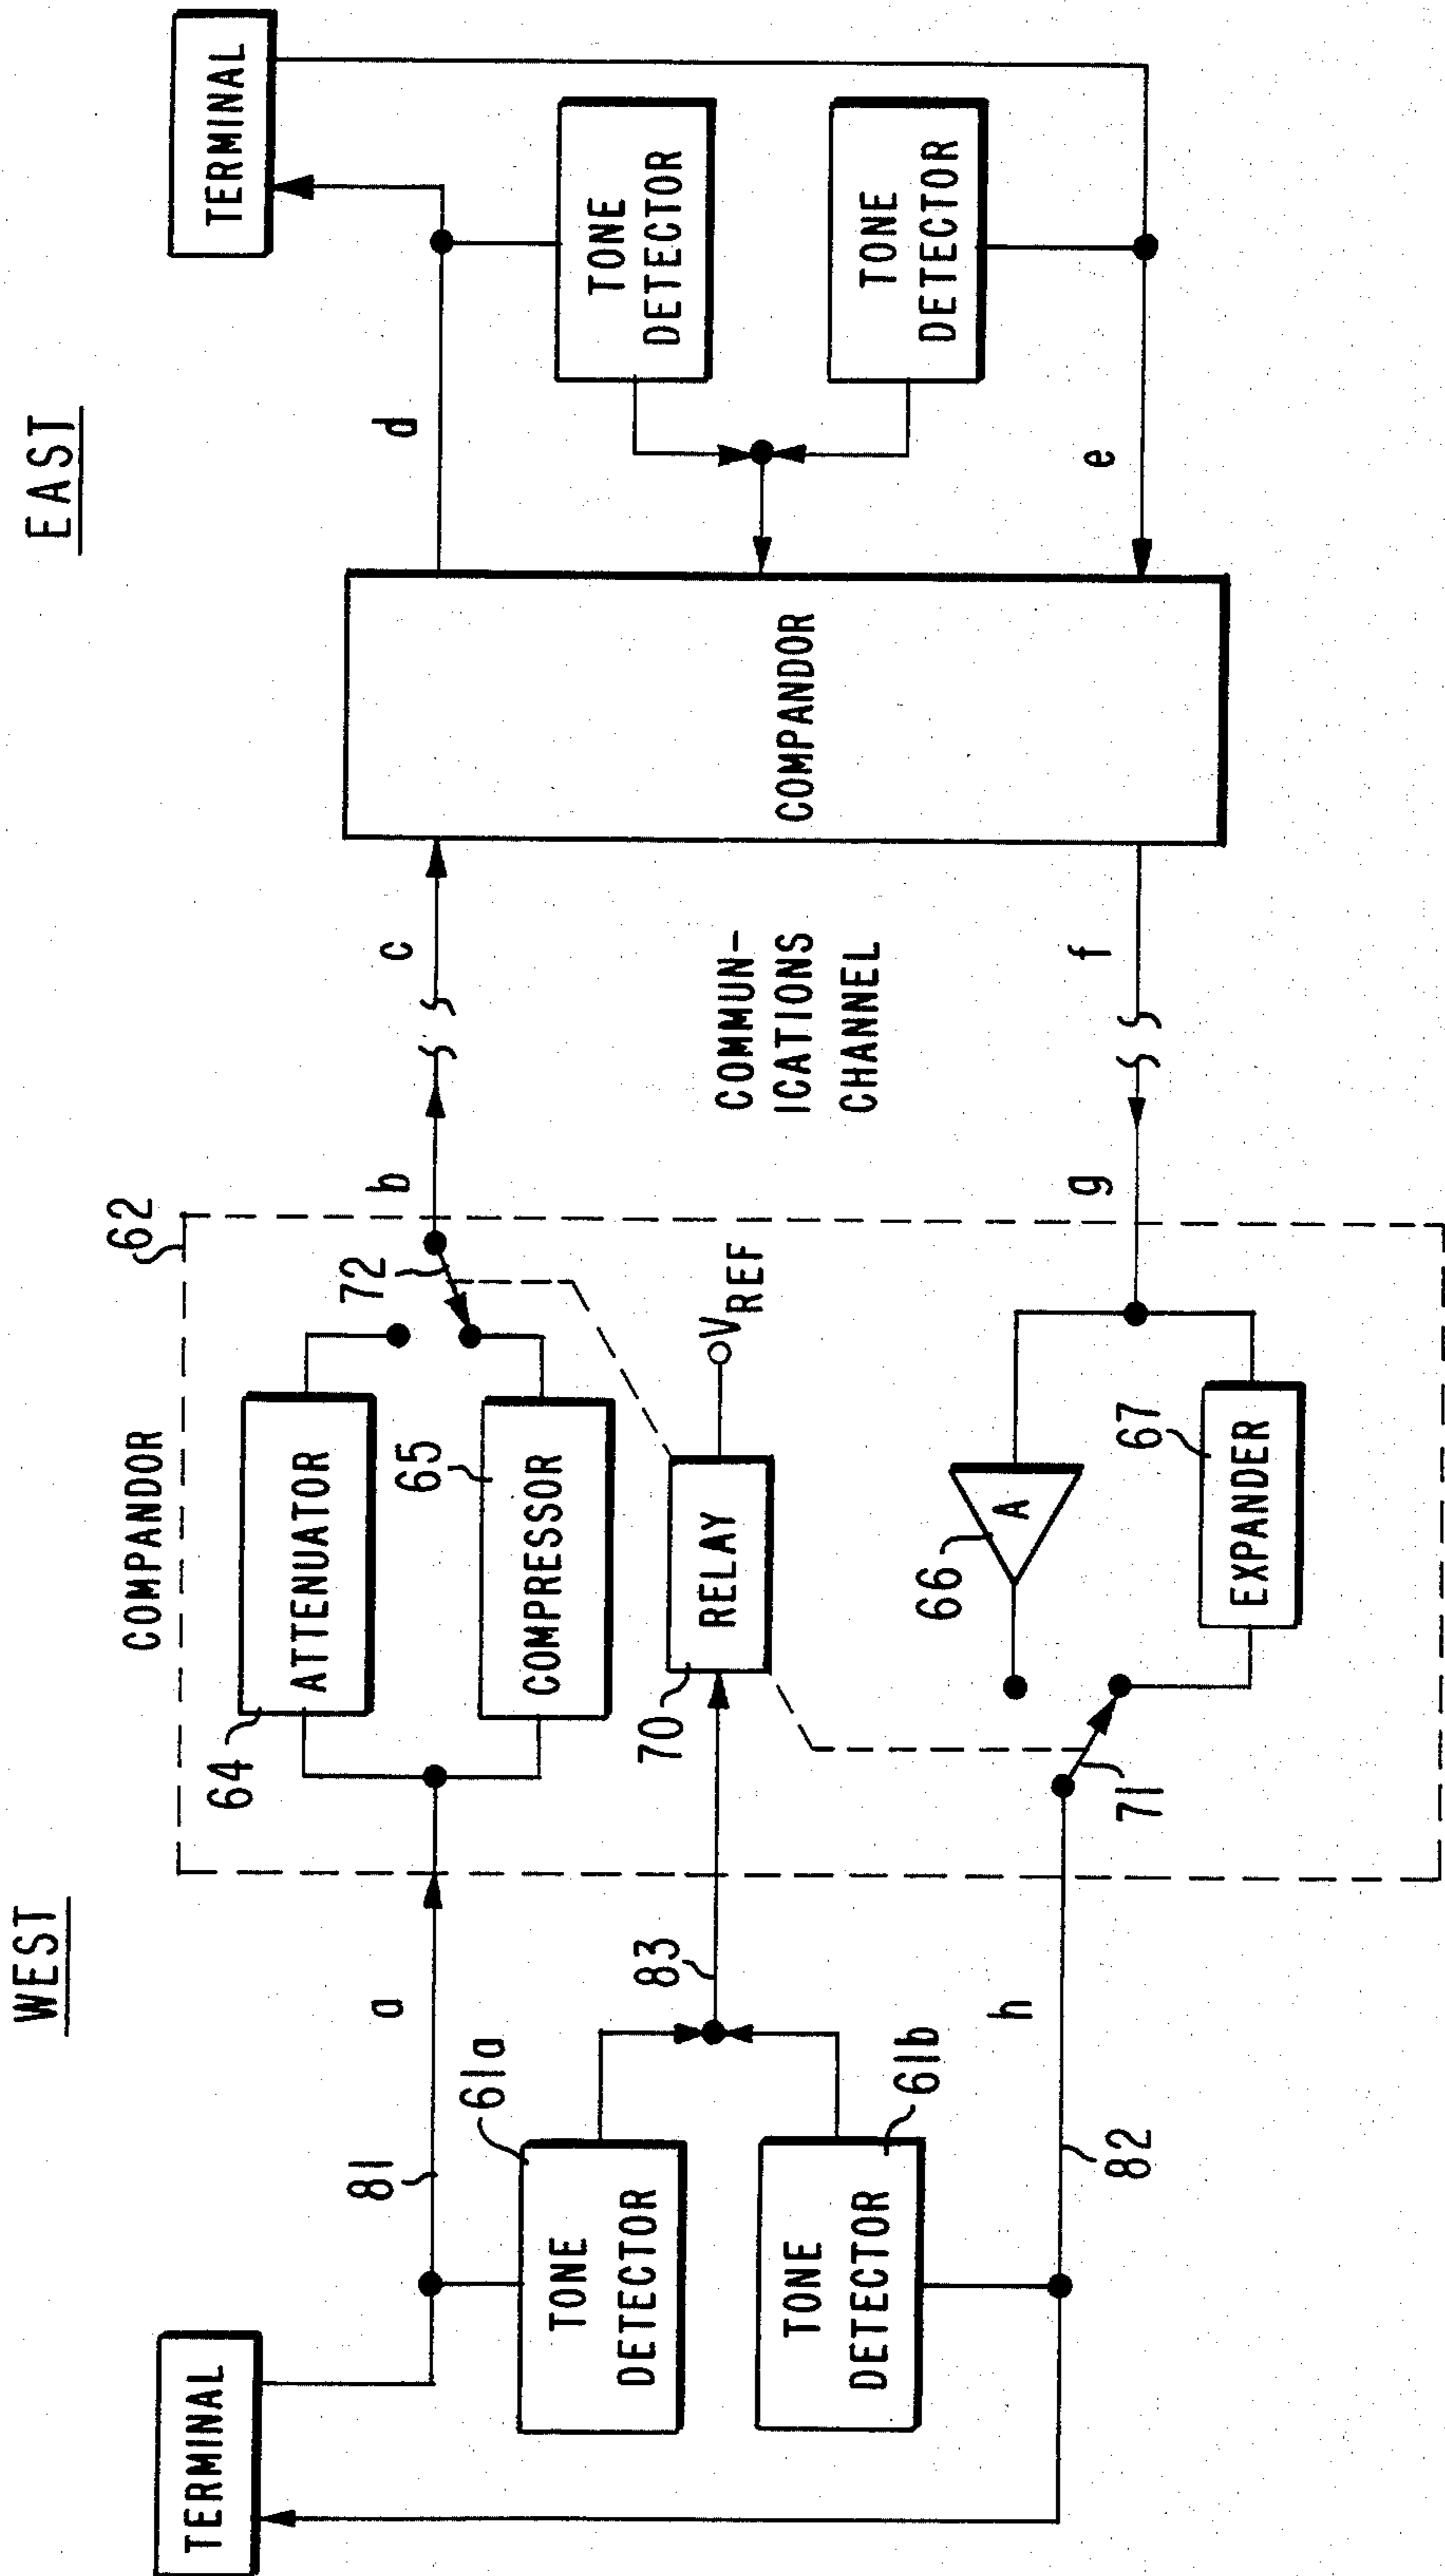 WEST
EAST
TERMINAL
81
a
TONE
DETECTOR
61a
TONE
DETECTOR
61b
83
h
82
COMPANDOR
62
64
ATTENUATOR
65
COMPRESSOR
72
b
70
RELAY
VREF
66
A
67
EXPANDER
71
g
COMMUN-
ICATIONS
CHANNEL
c
f
COMPANDOR
d
e
TONE
DETECTOR
TONE
DETECTOR
TERMINAL